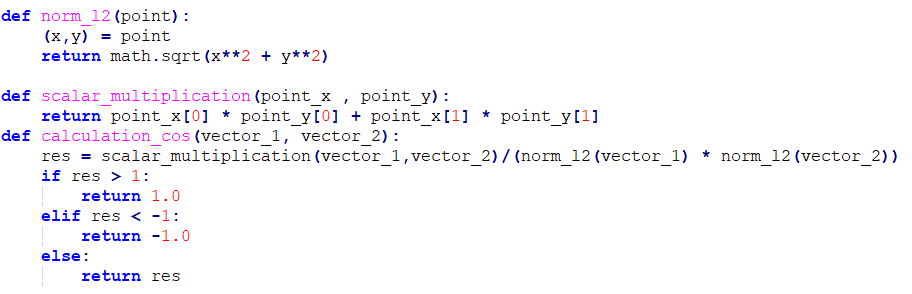 def norm_l2(point):
    (x,y) = point
    return math.sqrt(x**2 + y**2)

def scalar_multiplication(point_x , point_y):
    return point_x[0] * point_y[0] + point_x[1] * point_y[1]
def calculation_cos(vector_1, vector_2):
    res = scalar_multiplication(vector_1,vector_2)/(norm_l2(vector_1) * norm_l2(vector_2))
    if res > 1:
        return 1.0
    elif res < -1:
        return -1.0
    else:
        return res